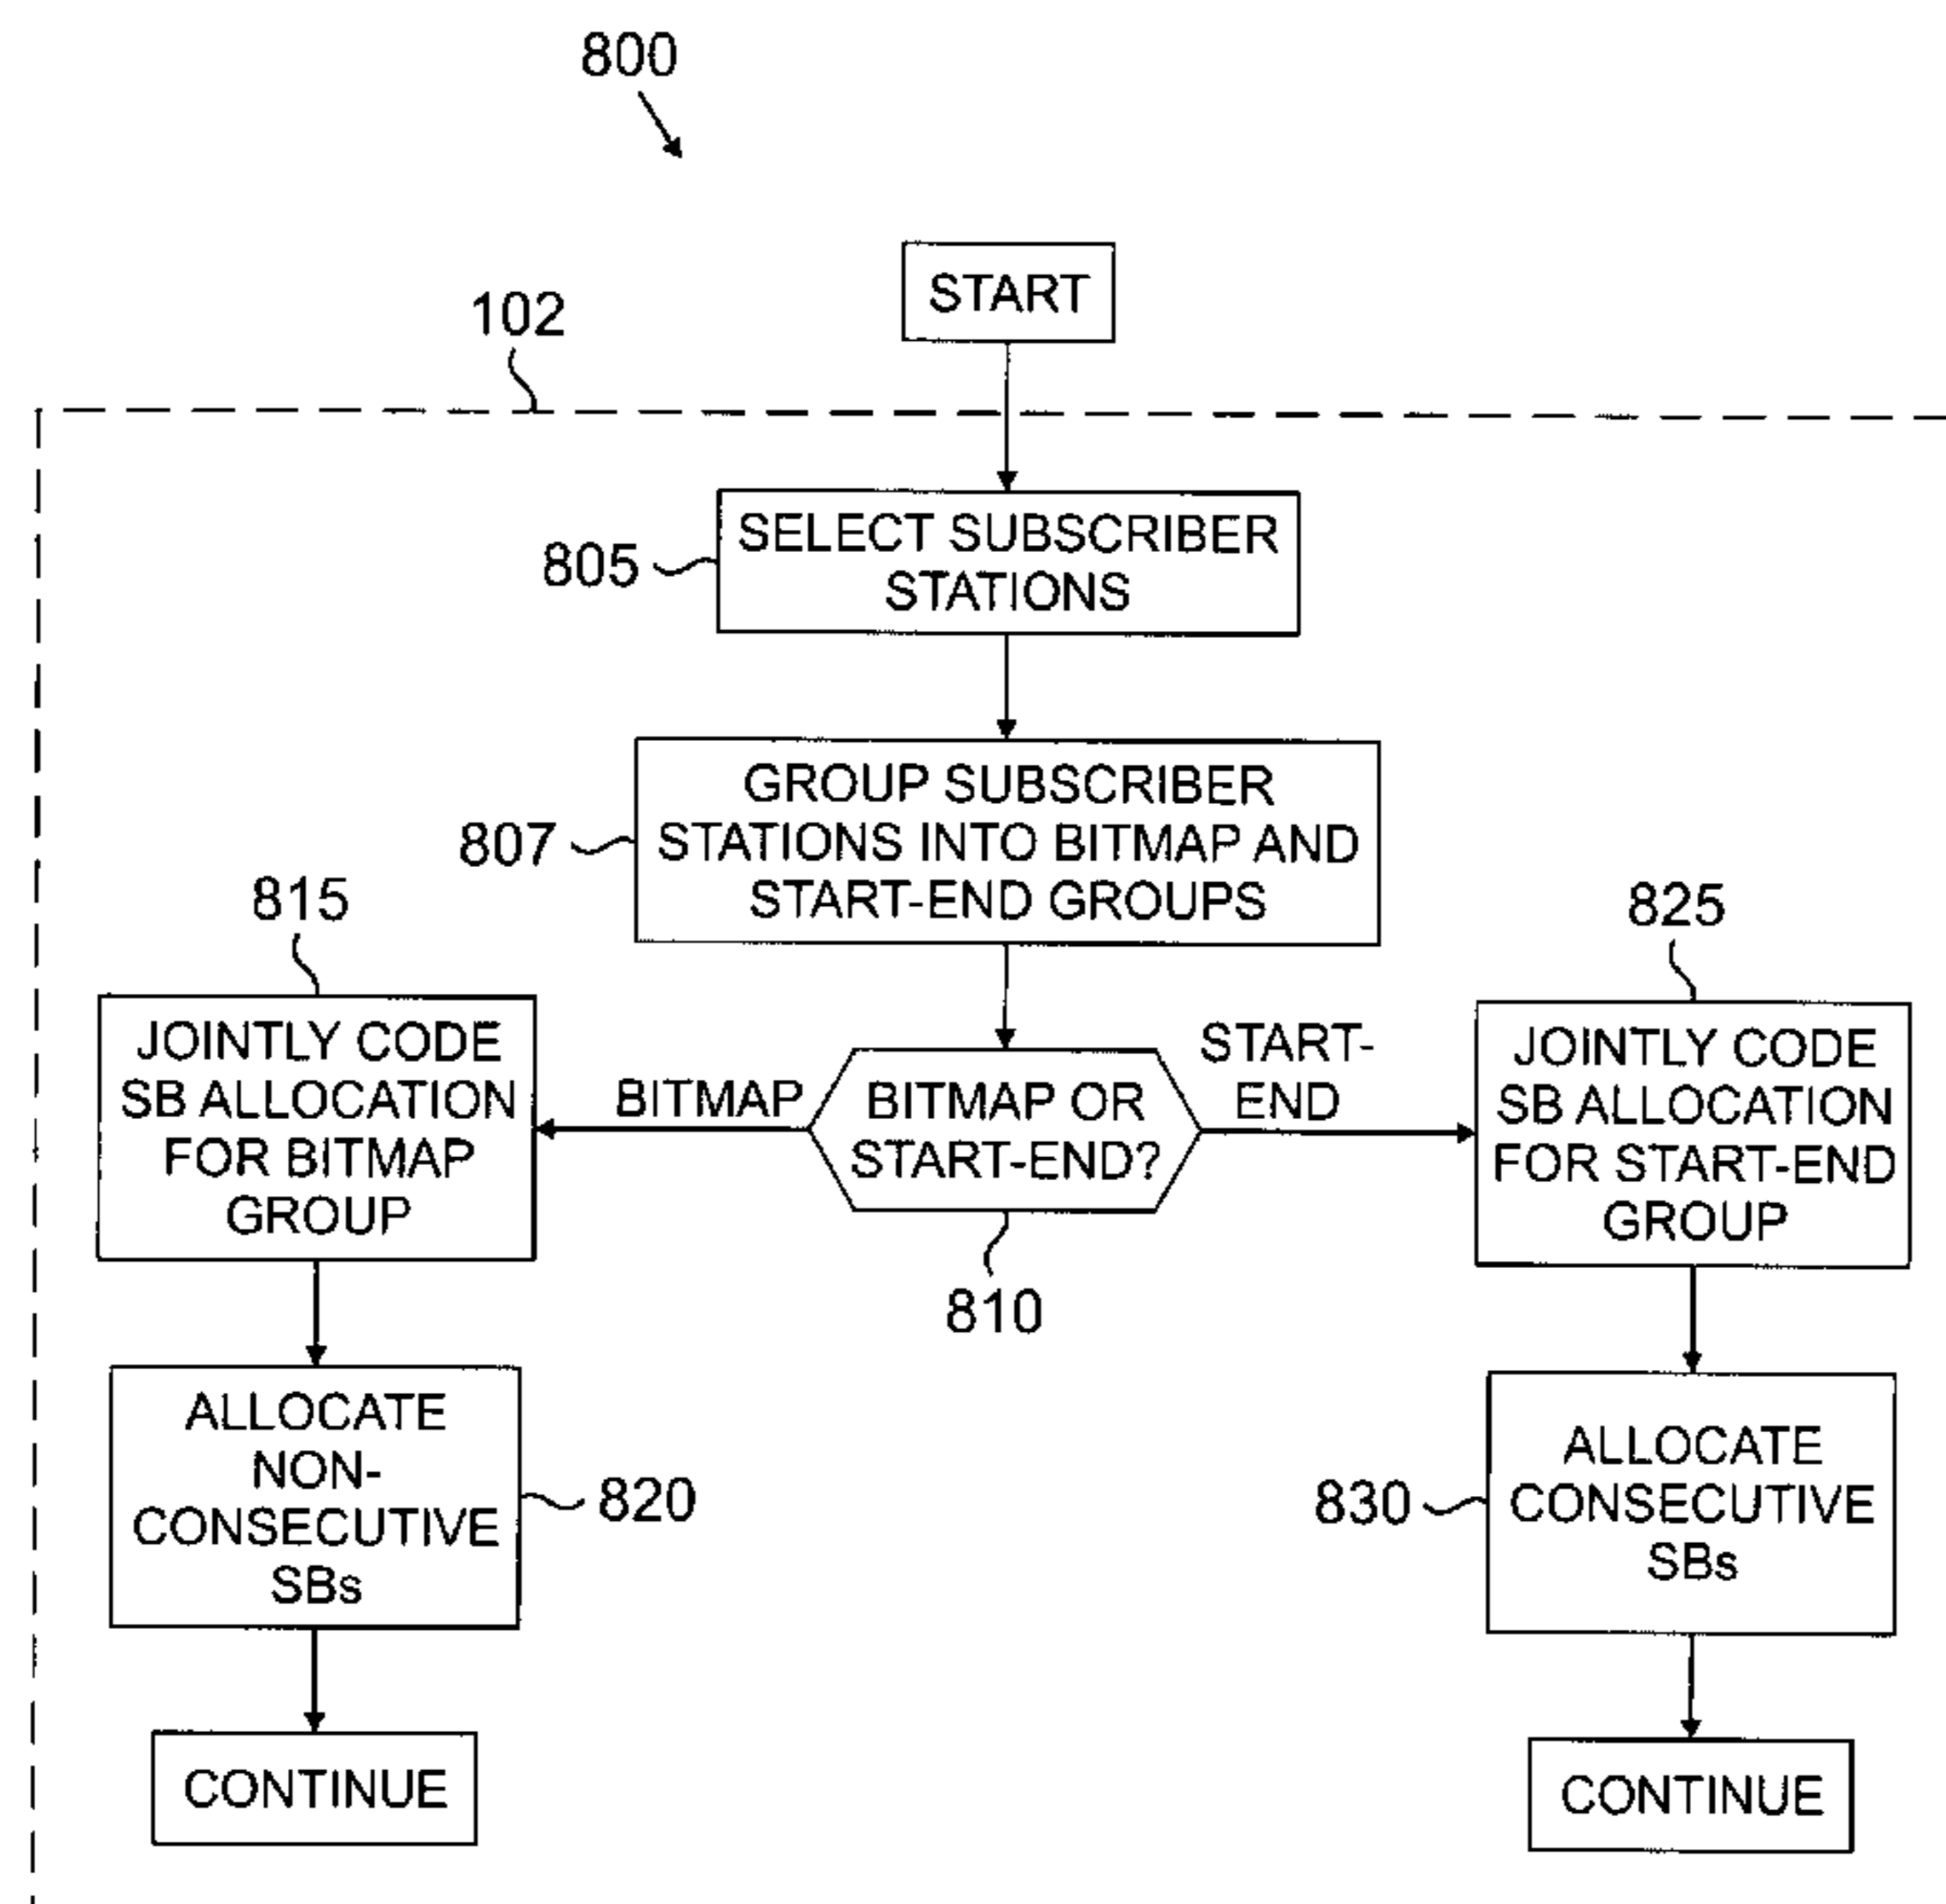 800
START
102
SELECT SUBSCRIBER
STATIONS
805
GROUP SUBSCRIBER
STATIONS INTO BITMAP AND
START-END GROUPS
807
815
825
JOINTLY CODE
SB ALLOCATION
FOR BITMAP
GROUP
BITMAP
BITMAP OR
START-END?
START-
END
JOINTLY CODE
SB ALLOCATION
FOR START-END
GROUP
810
ALLOCATE
NON-
CONSECUTIVE
SBs
820
830
ALLOCATE
CONSECUTIVE
SBs
CONTINUE
CONTINUE